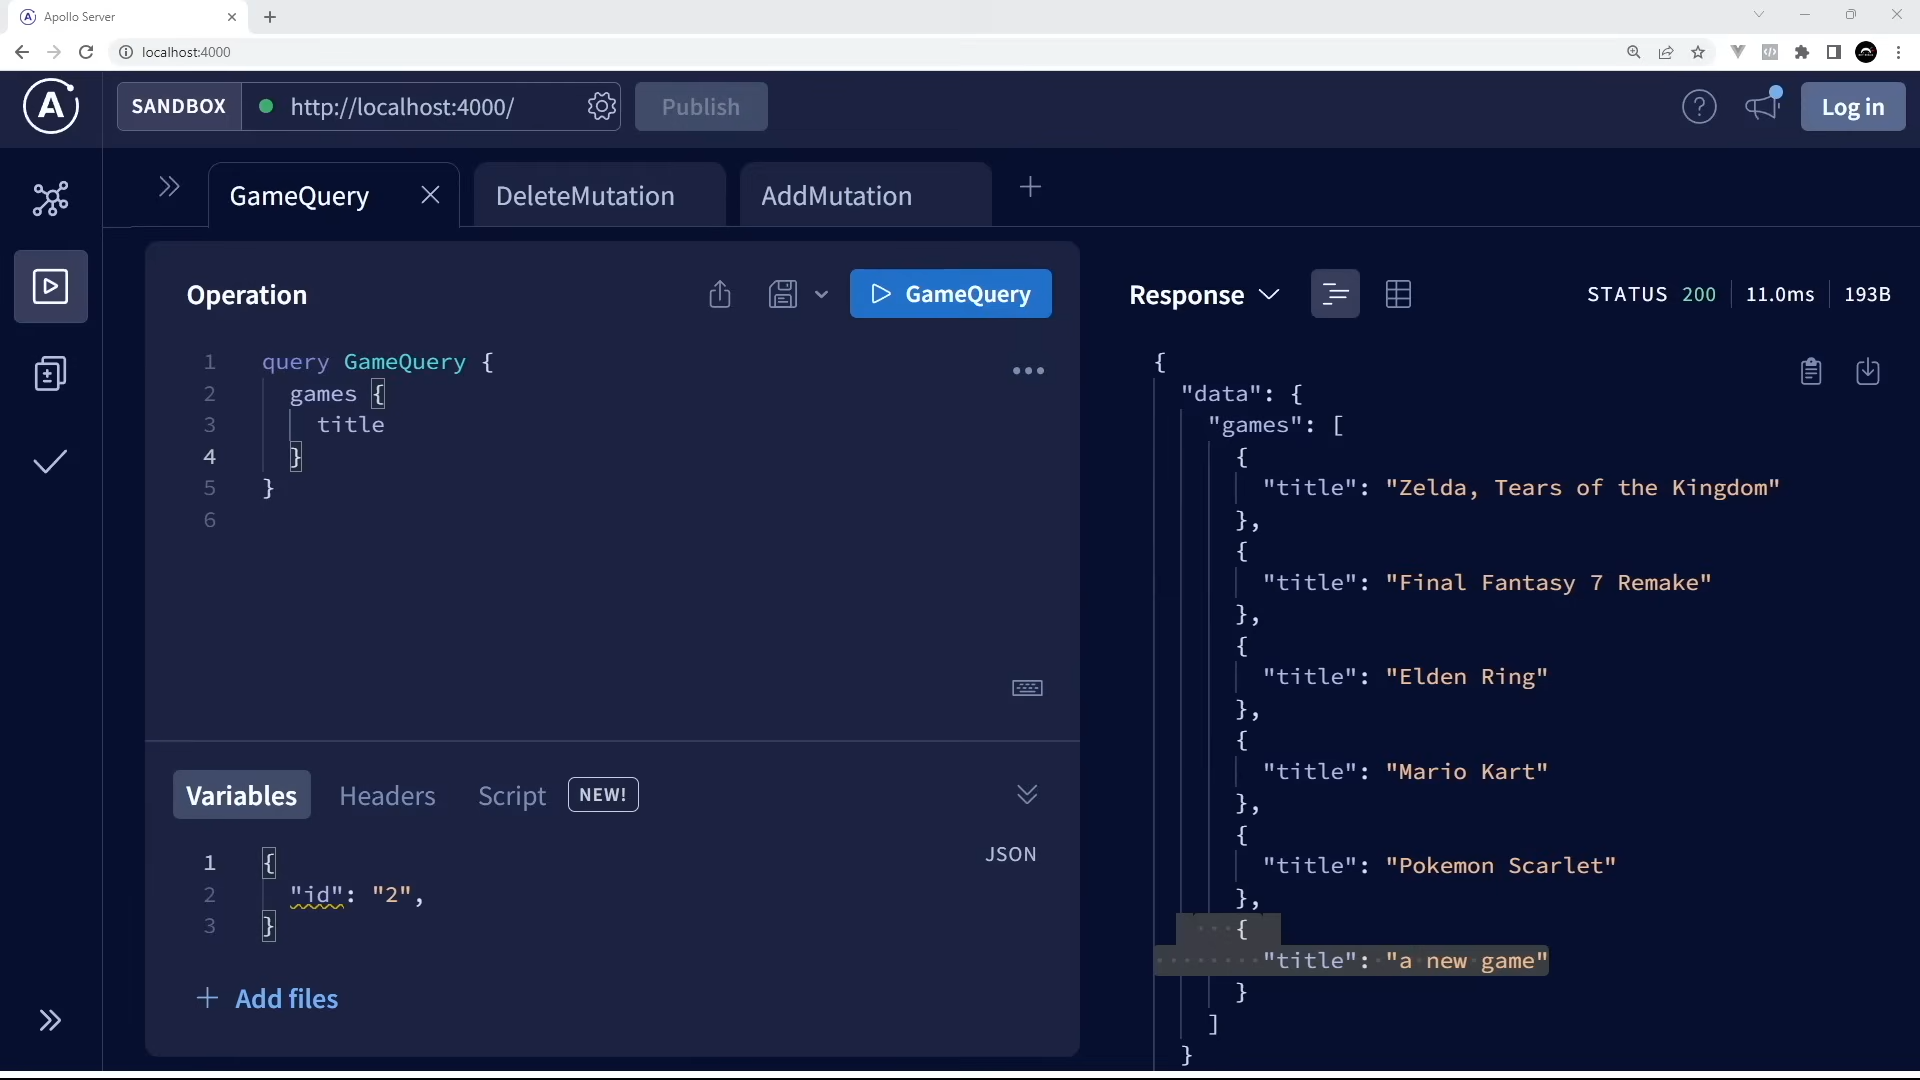 Apollo Server
localhost:4000
SANDBOX
http://localhost:4000/
Publish
Log in
GameQuery
DeleteMutation
AddMutation
Operation
GameQuery
1 query GameQuery {
2 games {
3 title
4 }
5 }
6
Variables
Headers
Script
NEW!
JSON
1 {
2 "id": "2",
3 }
+ Add files
Response
STATUS 200
11.0ms
193B
{
"data": {
"games": [
{
"title": "Zelda, Tears of the Kingdom"
},
{
"title": "Final Fantasy 7 Remake"
},
{
"title": "Elden Ring"
},
{
"title": "Mario Kart"
},
{
"title": "Pokemon Scarlet"
},
{
"title": "a new game"
}
]
}